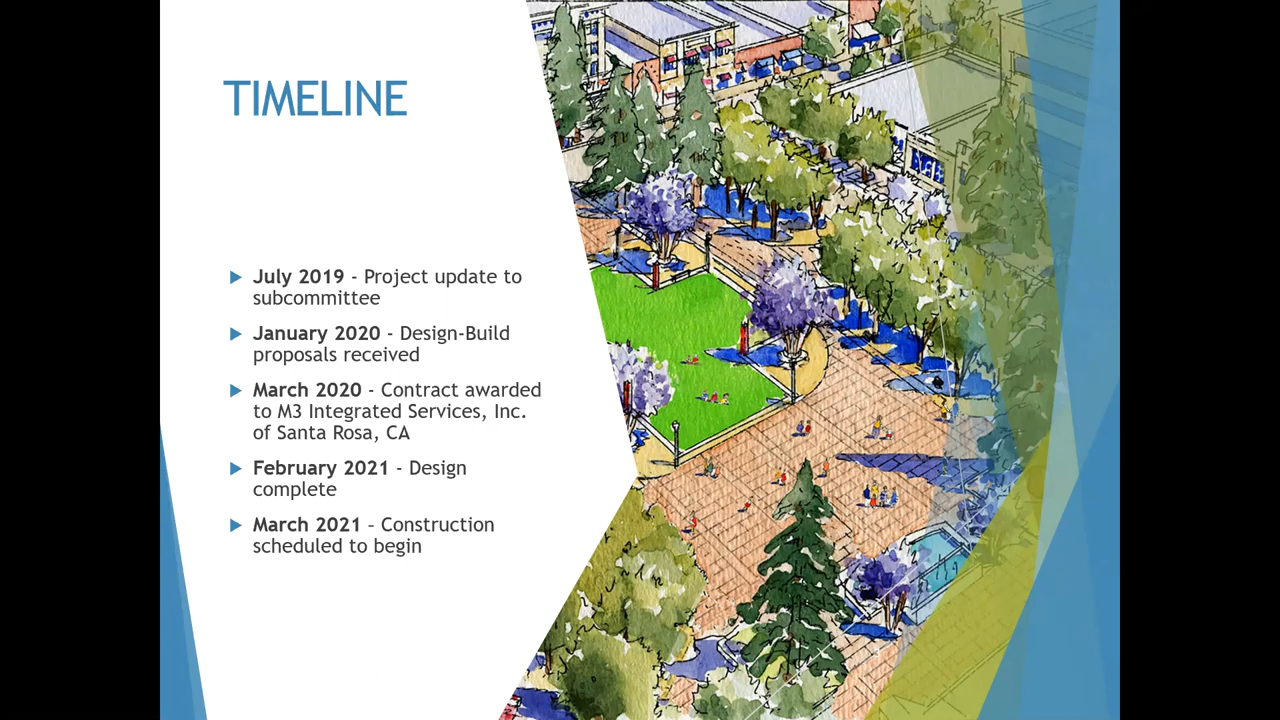 TIMELINE
July 2019 - Project update to
subcommittee
January 2020 - Design-Build
proposals received
March 2020 - Contract awarded
to M3 Integrated Services, Inc.
of Santa Rosa, CA
February 2021 - Design
complete
March 2021 – Construction
scheduled to begin